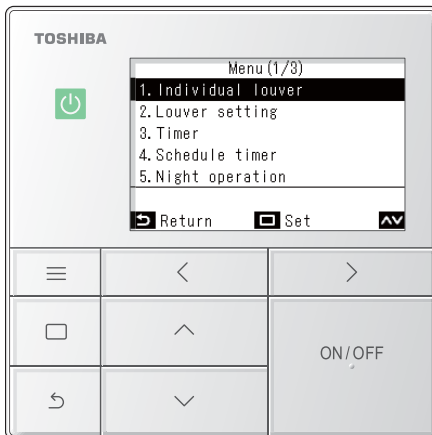 TOSHIBA
Menu(1/3)
1.Individual louver
2.Louver setting
3.Timer
4.Schedule timer
5.Night operation
Return Set
ON/OFF